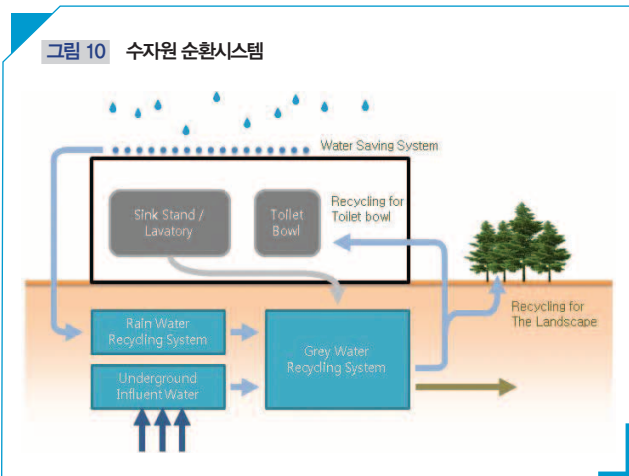 그림 10 수자원 순환시스템
Water Saving System
Sink Stand /
Lavatory
Toilet
Bowl
Recycling for
Toilet bowl
Rain Water
Recycling System
Underground
Influent Water
Grey Water
Recycling System
Recycling for
The Landscape